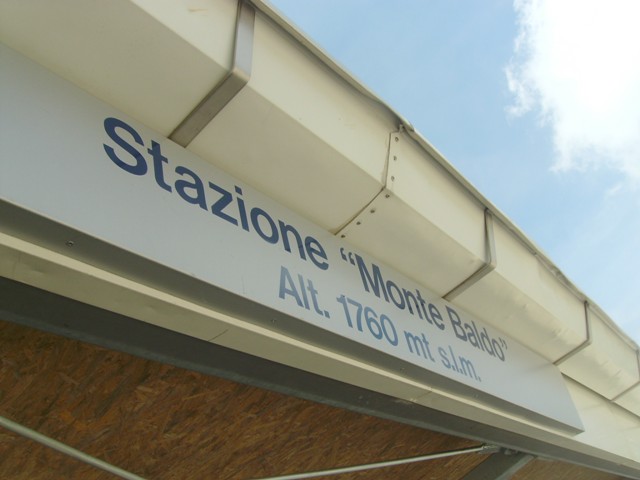 Stazione “Monte Baldo”
Alt. 1760 mt s.l.m.